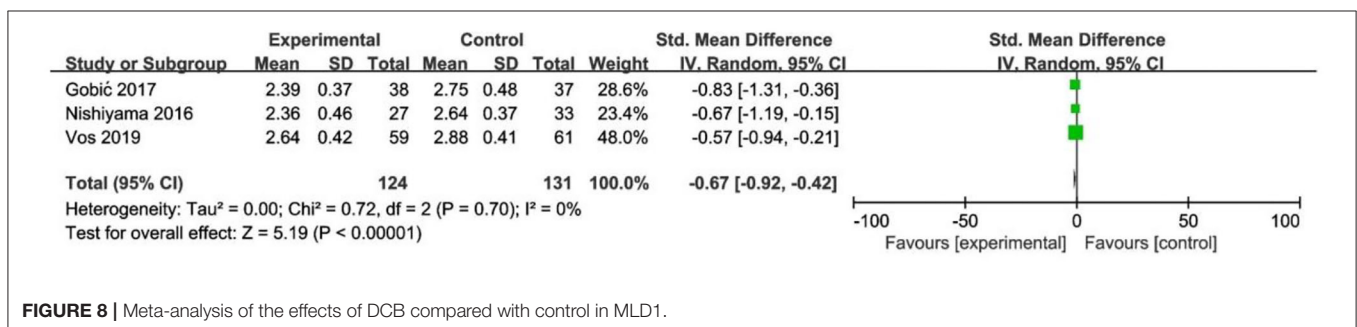 Experimental Control Std. Mean Difference Std. Mean Difference
Study or Subgroup Mean SD Total Mean SD Total Weight IV, Random, 95% CI IV, Random, 95% CI
Gobić 2017 2.39 0.37 38 2.75 0.48 37 28.6% -0.83 [-1.31, -0.36]
Nishiyama 2016 2.36 0.46 27 2.64 0.37 33 23.4% -0.67 [-1.19, -0.15]
Vos 2019 2.64 0.42 59 2.88 0.41 61 48.0% -0.57 [-0.94, -0.21]
Total (95% CI) 124 131 100.0% -0.67 [-0.92, -0.42]
Heterogeneity: Tau² = 0.00; Chi² = 0.72, df = 2 (P = 0.70); I² = 0%
Test for overall effect: Z = 5.19 (P < 0.00001)
-100 -50 0 50 100
Favours [experimental] Favours [control]
FIGURE 8 | Meta-analysis of the effects of DCB compared with control in MLD1.